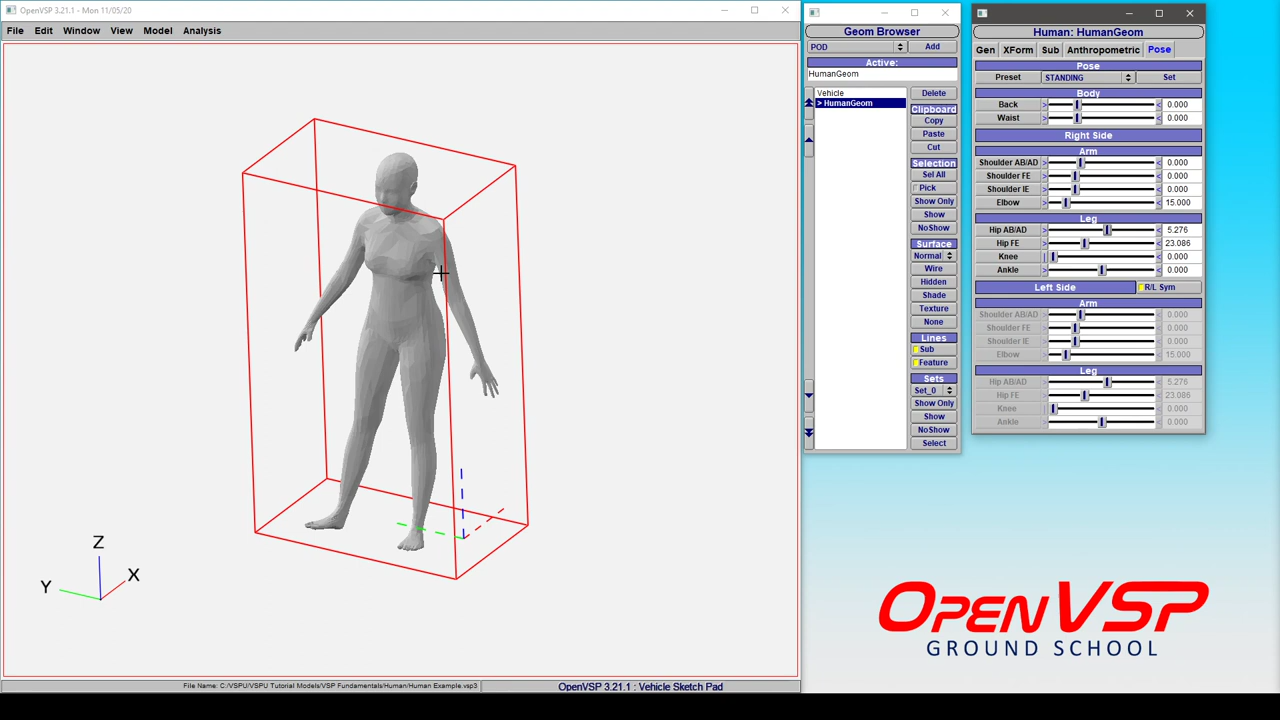 OpenVSP 3.21.1 - Mon 11/05/20
File Edit Window View Model Analysis
Z
X
Y
File Name: C:/VSPU/VSPU Tutorial Models/VSP Fundamentals/Human/Human Example.vsp3
OpenVSP 3.21.1 : Vehicle Sketch Pad
Geom Browser
POD Add
Active:
HumanGeom
Vehicle
> HumanGeom
Delete
Clipboard
Copy
Paste
Cut
Selection
Sel All
Pick
Show Only
Show
NoShow
Surface
Normal
Wire
Hidden
Shade
Texture
None
Lines
Sub
Feature
Sets
Set_0
Show Only
Show
NoShow
Select
Human: HumanGeom
Gen XForm Sub Anthropometric Pose
Pose
Preset STANDING Set
Body
Back > < 0.000
Waist > < 0.000
Right Side
Arm
Shoulder AB/AD > < 0.000
Shoulder FE > < 0.000
Shoulder IE > < 0.000
Elbow > < 15.000
Leg
Hip AB/AD > < 5.276
Hip FE > < 23.086
Knee | < 0.000
Ankle > < 0.000
Left Side R/L Sym
Arm
Shoulder AB/AD > < 0.000
Shoulder FE > < 0.000
Shoulder IE > < 0.000
Elbow > < 15.000
Leg
Hip AB/AD > < 5.276
Hip FE > < 23.086
Knee > < 0.000
Ankle > < 0.000
OpenVSP
GROUND SCHOOL